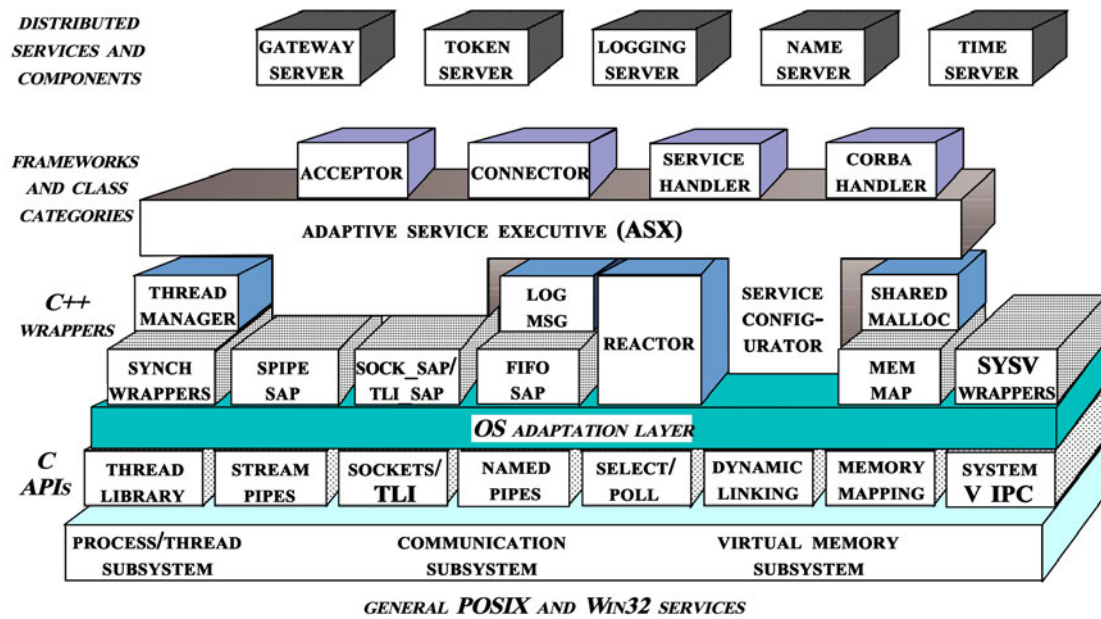 DISTRIBUTED
SERVICES AND
COMPONENTS
GATEWAY
SERVER
TOKEN
SERVER
LOGGING
SERVER
NAME
SERVER
TIME
SERVER
FRAMEWORKS
AND CLASS
CATEGORIES
ACCEPTOR
CONNECTOR
SERVICE
HANDLER
CORBA
HANDLER
ADAPTIVE SERVICE EXECUTIVE (ASX)
C++
WRAPPERS
THREAD
MANAGER
LOG
MSG
REACTOR
SERVICE
CONFIG-
URATOR
SHARED
MALLOC
SYNCH
WRAPPERS
SPIPE
SAP
SOCK_SAP/
TLI_SAP
FIFO
SAP
MEM
MAP
SYSV
WRAPPERS
OS ADAPTATION LAYER
C
APIS
THREAD
LIBRARY
STREAM
PIPES
SOCKETS/
TLI
NAMED
PIPES
SELECT/
POLL
DYNAMIC
LINKING
MEMORY
MAPPING
SYSTEM
V IPC
PROCESS/THREAD
SUBSYSTEM
COMMUNICATION
SUBSYSTEM
VIRTUAL MEMORY
SUBSYSTEM
GENERAL POSIX AND WIN32 SERVICES